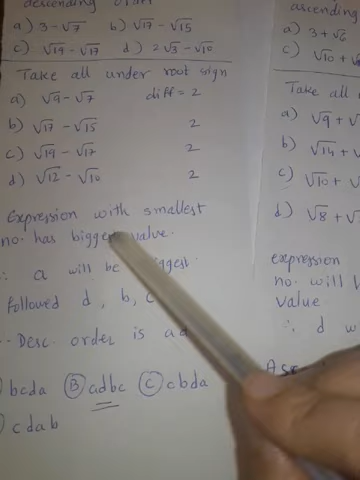 descending order
a) 3-√7 b) √17-√15
c) √19-√17 d) 2√3-√10
Take all under root sign
a) √9-√7 diff = 2
b) √17-√15 2
c) √19-√17 2
d) √12-√10 2
Expression with smallest
no. has bigger value.
∴ a will be biggest
followed d, b, c
Desc. order is ad
bcda (B) adbc (C) cbda
cdab
ascending
a) 3+√6
c) √10+√
Take all
a) √9+√
b) √14+√
c) √10+√
d) √8+√
expression
no. will
value
∴ d